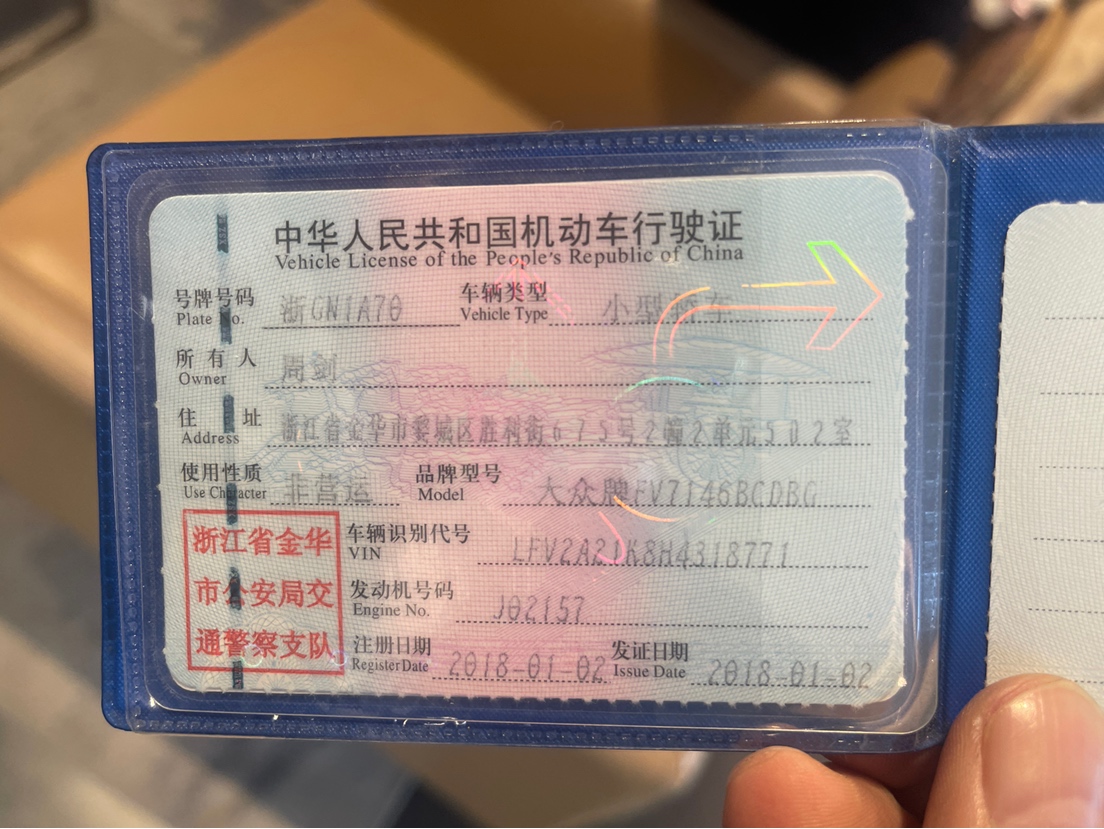 中华人民共和国机动车行驶证
Vehicle License of the People's Republic of China
号牌号码 浙GN1A70 车辆类型 小型轿车
Plate No. Vehicle Type
所有人 周剑
Owner
住址 浙江省金华市婺城区胜利街675号2幢2单元502室
Address
使用性质 非营运 品牌型号 大众牌FV7146BCDBG
Use Character Model
浙江省金华
市公安局交
通警察支队
车辆识别代号 LFV2A21K8H4318771
VIN
发动机号码 J02157
Engine No.
注册日期 2018-01-02 发证日期 2018-01-02
Register Date Issue Date